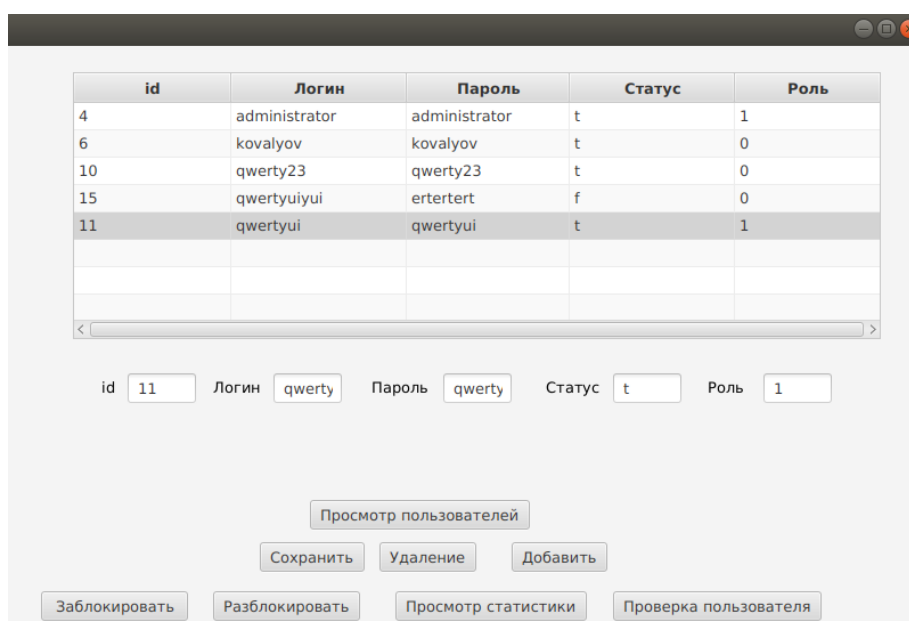 id Логин Пароль Статус Роль
4 administrator administrator t 1
6 kovalyov kovalyov t 0
10 qwerty23 qwerty23 t 0
15 qwertyuiyui ertertert f 0
11 qwertyui qwertyui t 1
id 11 Логин qwerty Пароль qwerty Статус t Роль 1
Просмотр пользователей
Сохранить Удаление Добавить
Заблокировать Разблокировать Просмотр статистики Проверка пользователя